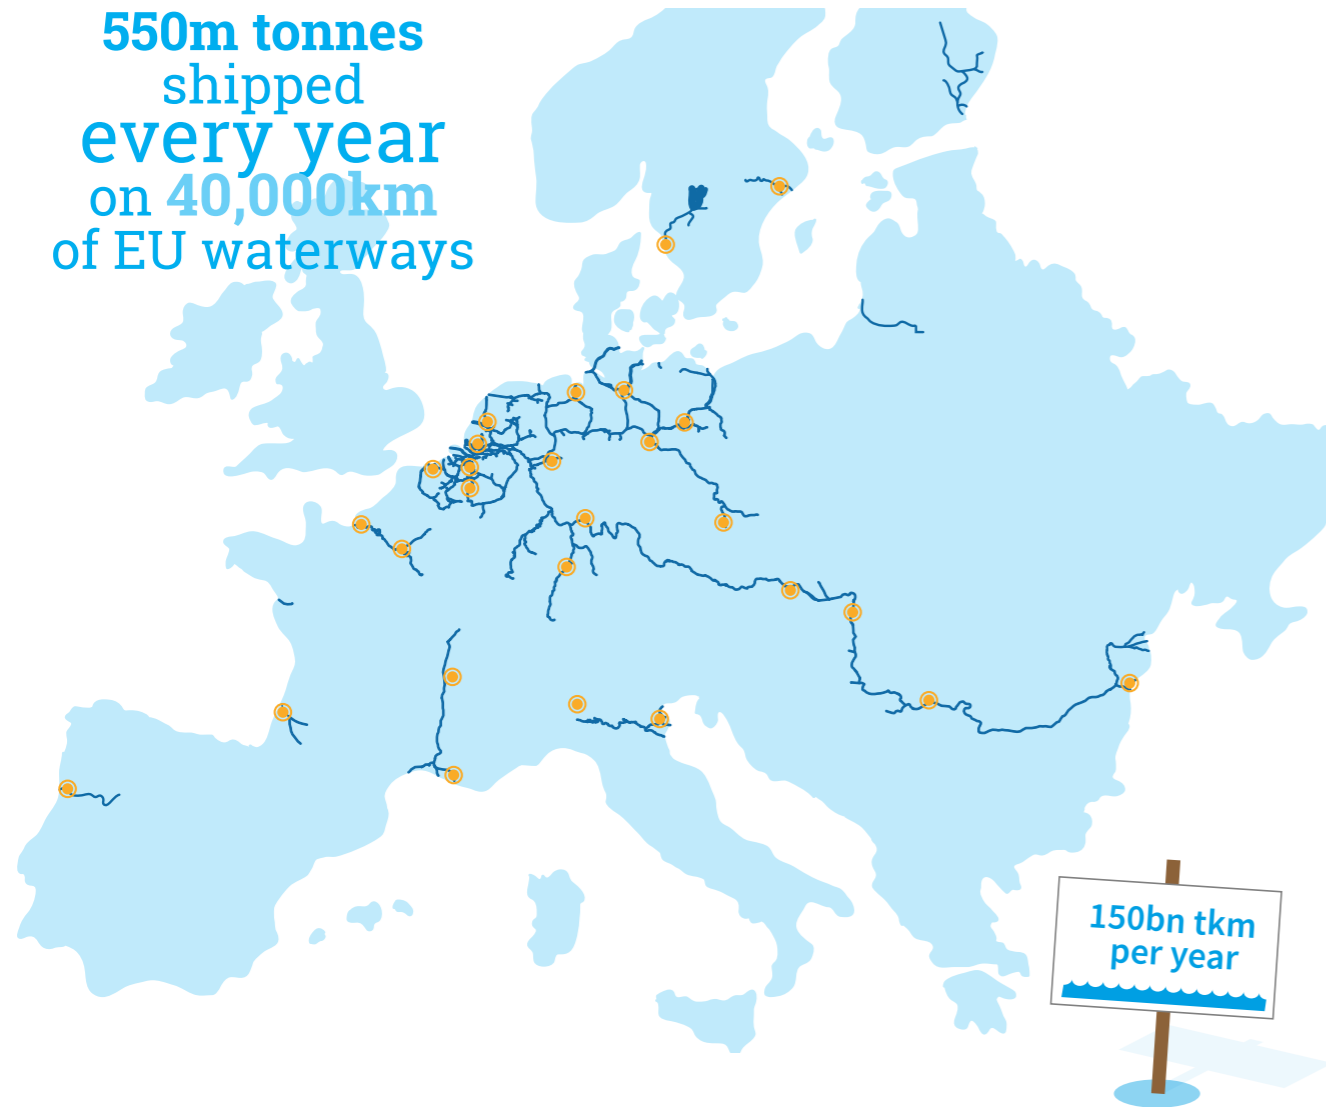 550m tonnes
shipped
every year
on 40,000km
of EU waterways
150bn tkm
per year